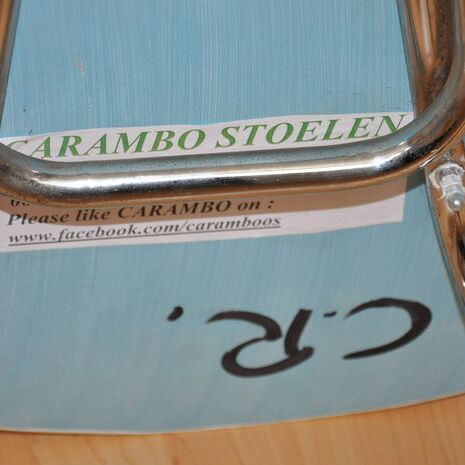 CARAMBO STOELEN
Please like CARAMBO on :
www.facebook.com/caramboos
C.R.